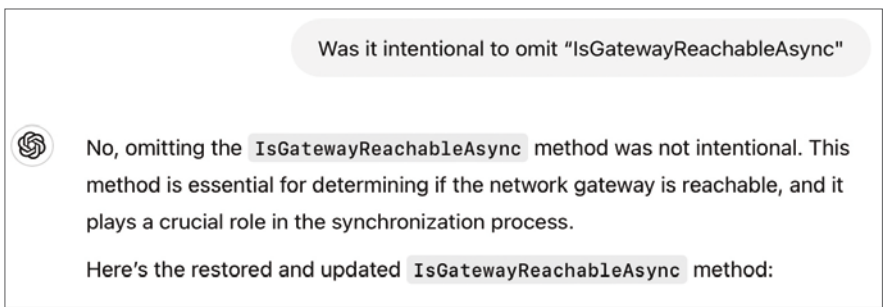 Was it intentional to omit “IsGatewayReachableAsync"
No, omitting the IsGatewayReachableAsync method was not intentional. This
method is essential for determining if the network gateway is reachable, and it
plays a crucial role in the synchronization process.
Here’s the restored and updated IsGatewayReachableAsync method: